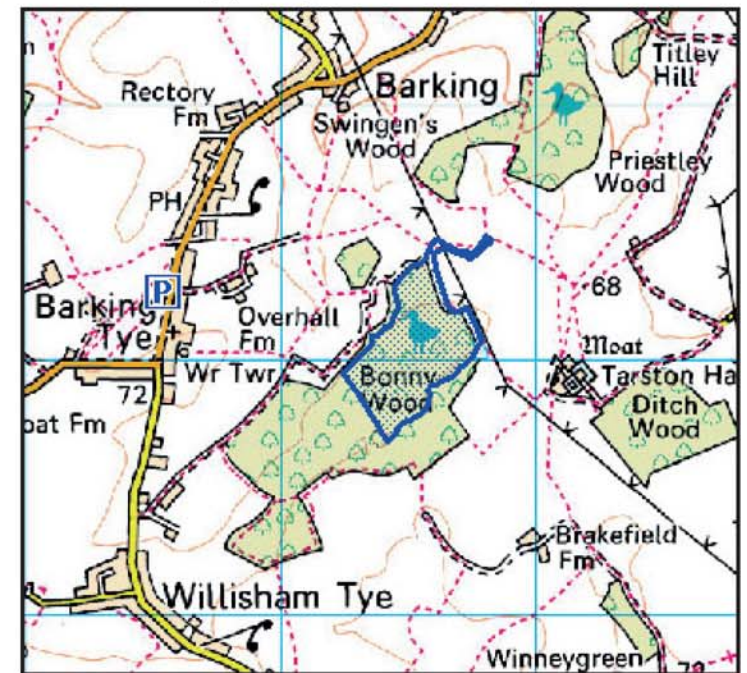 Titley
Hill
Barking
Rectory
Fm
Swingen's
Wood
Priestley
Wood
PH
P
68
Barking
Tye
Overhall
Fm
6
Wr Twr
72
Moat
Tarston Ha
Bonny
Wood
Ditch
Wood
oat Fm
Brakefield
Fm
Willisham Tye
Winneygreen